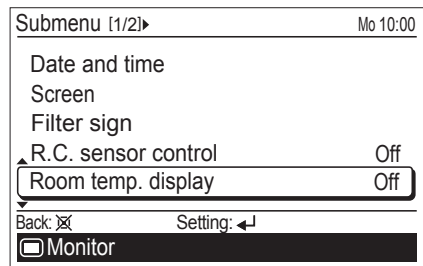 Submenu [1/2]▸ Mo 10:00
Date and time
Screen
Filter sign
R.C. sensor control Off
Room temp. display Off
Back: Setting:
Monitor